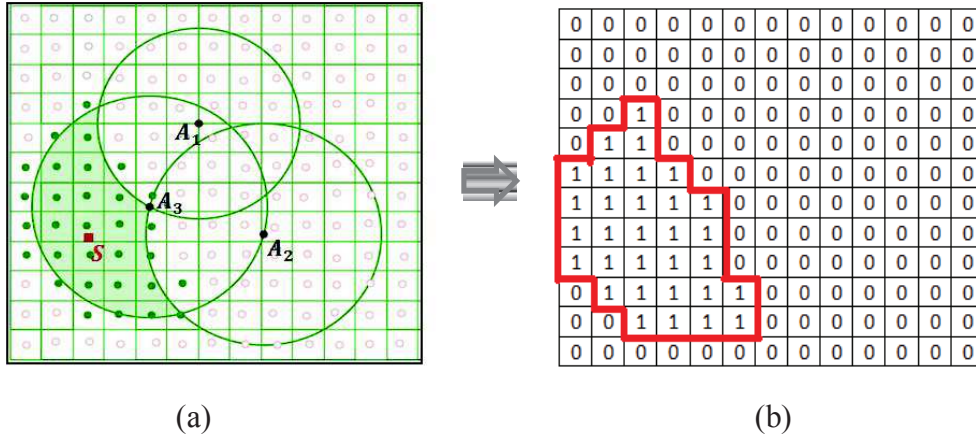 A₁
A₃
A₂
S
0 0 0 0 0 0 0 0 0 0 0 0 0
0 0 0 0 0 0 0 0 0 0 0 0 0
0 0 0 0 0 0 0 0 0 0 0 0 0
0 0 1 0 0 0 0 0 0 0 0 0 0
0 1 1 0 0 0 0 0 0 0 0 0 0
1 1 1 1 0 0 0 0 0 0 0 0 0
1 1 1 1 1 0 0 0 0 0 0 0 0
1 1 1 1 1 0 0 0 0 0 0 0 0
1 1 1 1 1 0 0 0 0 0 0 0 0
0 1 1 1 1 1 0 0 0 0 0 0 0
0 0 1 1 1 1 0 0 0 0 0 0 0
0 0 0 0 0 0 0 0 0 0 0 0 0
(a)
(b)